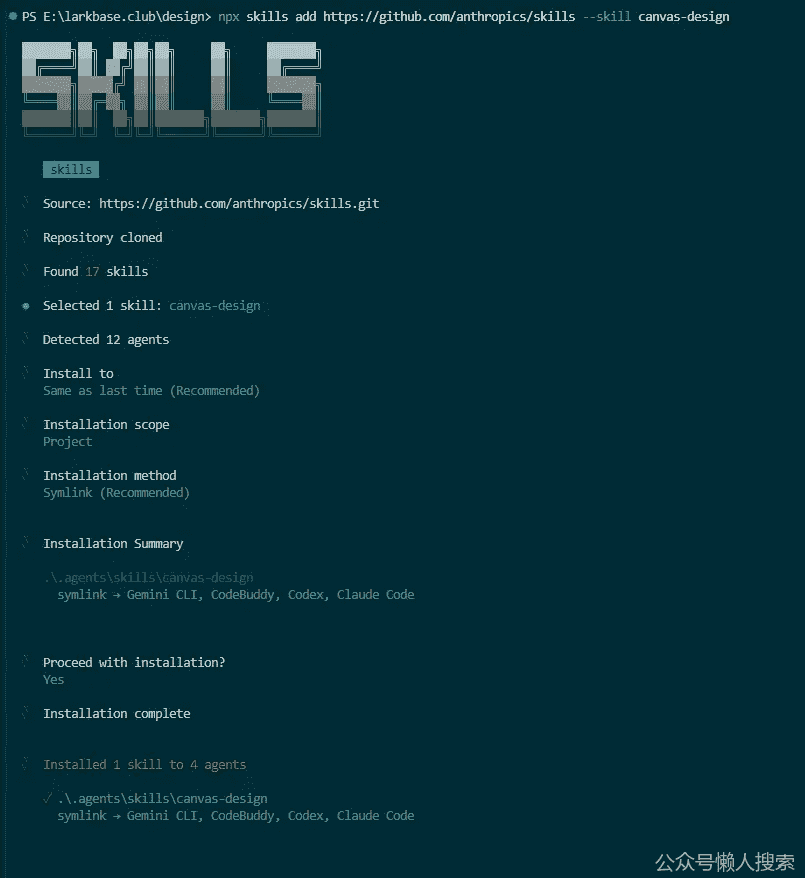 PS E:\larkbase.club\design> npx skills add https://github.com/anthropics/skills --skill canvas-design
SKILLS
skills
Source: https://github.com/anthropics/skills.git
Repository cloned
Found 17 skills
Selected 1 skill: canvas-design
Detected 12 agents
Install to
Same as last time (Recommended)
Installation scope
Project
Installation method
Symlink (Recommended)
Installation Summary
.\.agents\skills\canvas-design
symlink → Gemini CLI, CodeBuddy, Codex, Claude Code
Proceed with installation?
Yes
Installation complete
Installed 1 skill to 4 agents
✓ .\.agents\skills\canvas-design
symlink → Gemini CLI, CodeBuddy, Codex, Claude Code
公众号懒人搜索